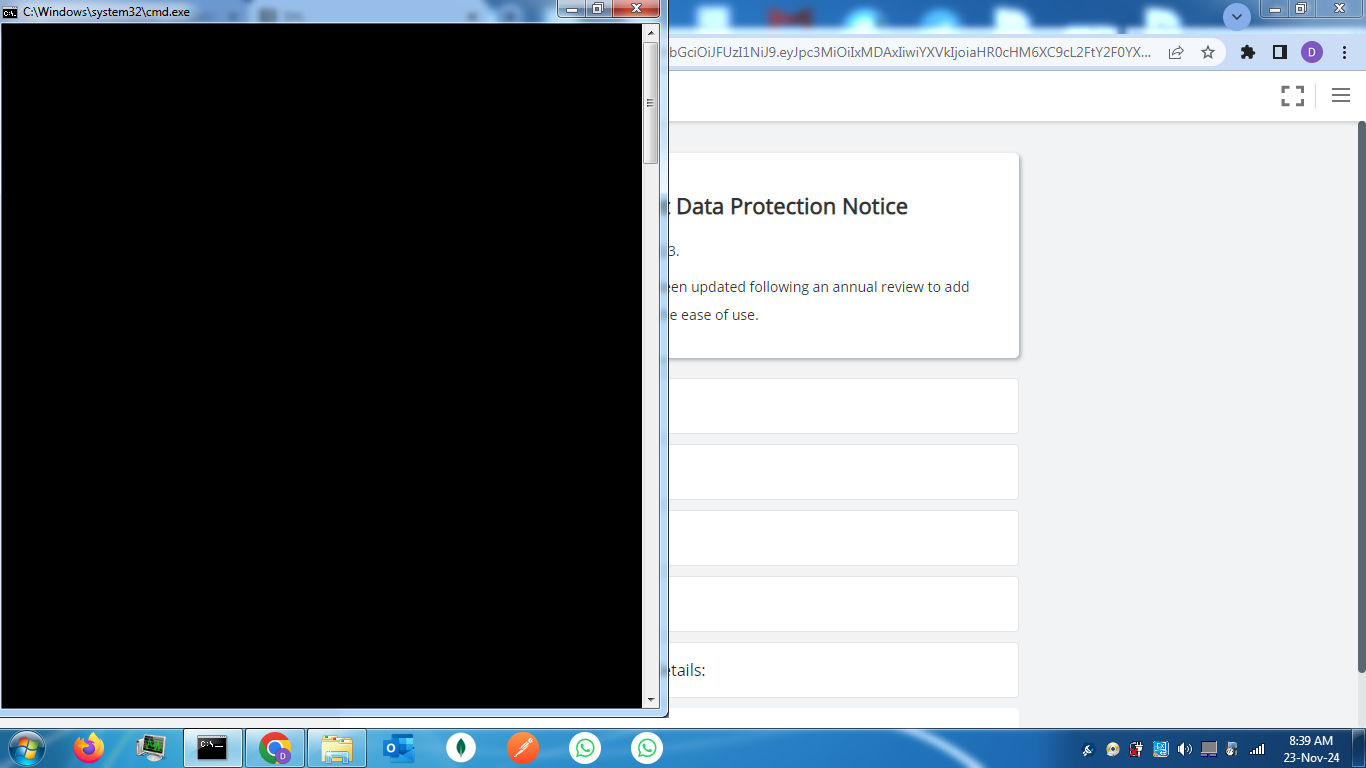 C:\Windows\system32\cmd.exe
bGciOiJFUzI1NiJ9.eyJpc3MiOiIxMDAxIiwiYXVkIjoiaHR0cHM6XC9cL2FtY2F0YX...
D
Data Protection Notice
3.
een updated following an annual review to add
e ease of use.
etails:
8:39 AM
23-Nov-24